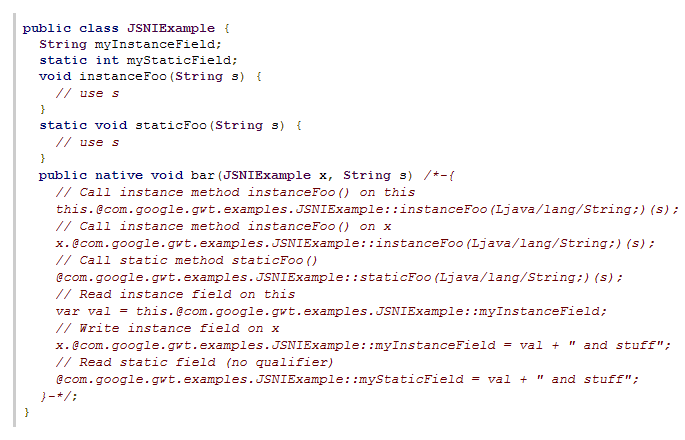 public class JSNIExample {
String myInstanceField;
static int myStaticField;
void instanceFoo(String s) {
// use s
}
static void staticFoo(String s) {
// use s
}
public native void bar(JSNIExample x, String s) /*-{
// Call instance method instanceFoo() on this
this.@com.google.gwt.examples.JSNIExample::instanceFoo(Ljava/lang/String;)(s);
// Call instance method instanceFoo() on x
x.@com.google.gwt.examples.JSNIExample::instanceFoo(Ljava/lang/String;)(s);
// Call static method staticFoo()
@com.google.gwt.examples.JSNIExample::staticFoo(Ljava/lang/String;)(s);
// Read instance field on this
var val = this.@com.google.gwt.examples.JSNIExample::myInstanceField;
// Write instance field on x
x.@com.google.gwt.examples.JSNIExample::myInstanceField = val + " and stuff";
// Read static field (no qualifier)
@com.google.gwt.examples.JSNIExample::myStaticField = val + " and stuff";
}-*/;
}